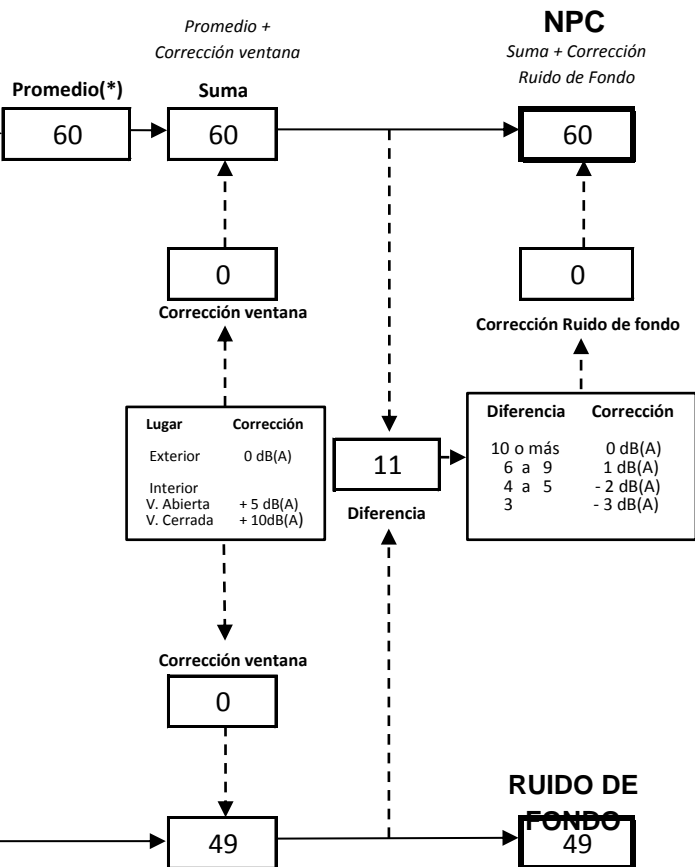 Promedio +
Corrección ventana
NPC
Suma + Corrección
Ruido de Fondo
Promedio(*)
Suma
60
60
60
0
0
Corrección ventana
Corrección Ruido de fondo
Lugar Corrección
Exterior 0 dB(A)
Interior
V. Abierta + 5 dB(A)
V. Cerrada + 10dB(A)
11
Diferencia
Diferencia Corrección
10 o más 0 dB(A)
6 a 9 1 dB(A)
4 a 5 - 2 dB(A)
3 - 3 dB(A)
Corrección ventana
0
RUIDO DE
FONDO
49
49